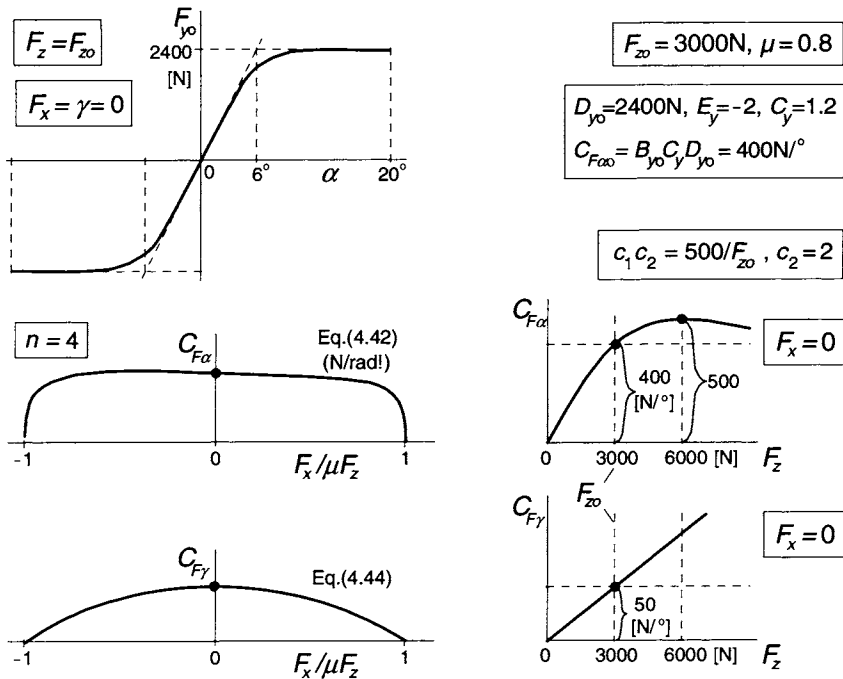 F_z = F_zo
F_x = γ = 0
F_yo
2400
[N]
0
6°
α
20°
F_zo = 3000N, μ = 0.8
D_yo = 2400N, E_y = -2, C_y = 1.2
C_Fαo = B_yo C_y D_yo = 400N/°
c_1 c_2 = 500/F_zo , c_2 = 2
n = 4
C_Fα
Eq.(4.42)
(N/rad!)
-1
0
F_x/μF_z
1
C_Fα
F_x = 0
400
[N/°]
500
0
3000
6000 [N]
F_z
F_zo
C_Fγ
Eq.(4.44)
-1
0
F_x/μF_z
1
C_Fγ
F_x = 0
50
[N/°]
0
3000
6000 [N]
F_z